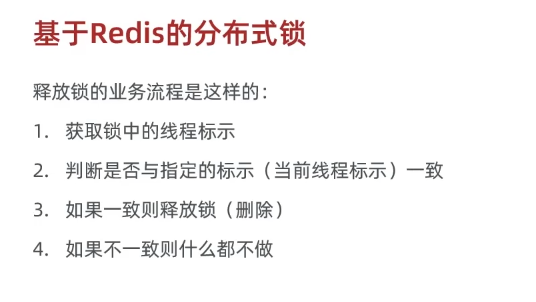 基于Redis的分布式锁
释放锁的业务流程是这样的：
1. 获取锁中的线程标示
2. 判断是否与指定的标示（当前线程标示）一致
3. 如果一致则释放锁（删除）
4. 如果不一致则什么都不做